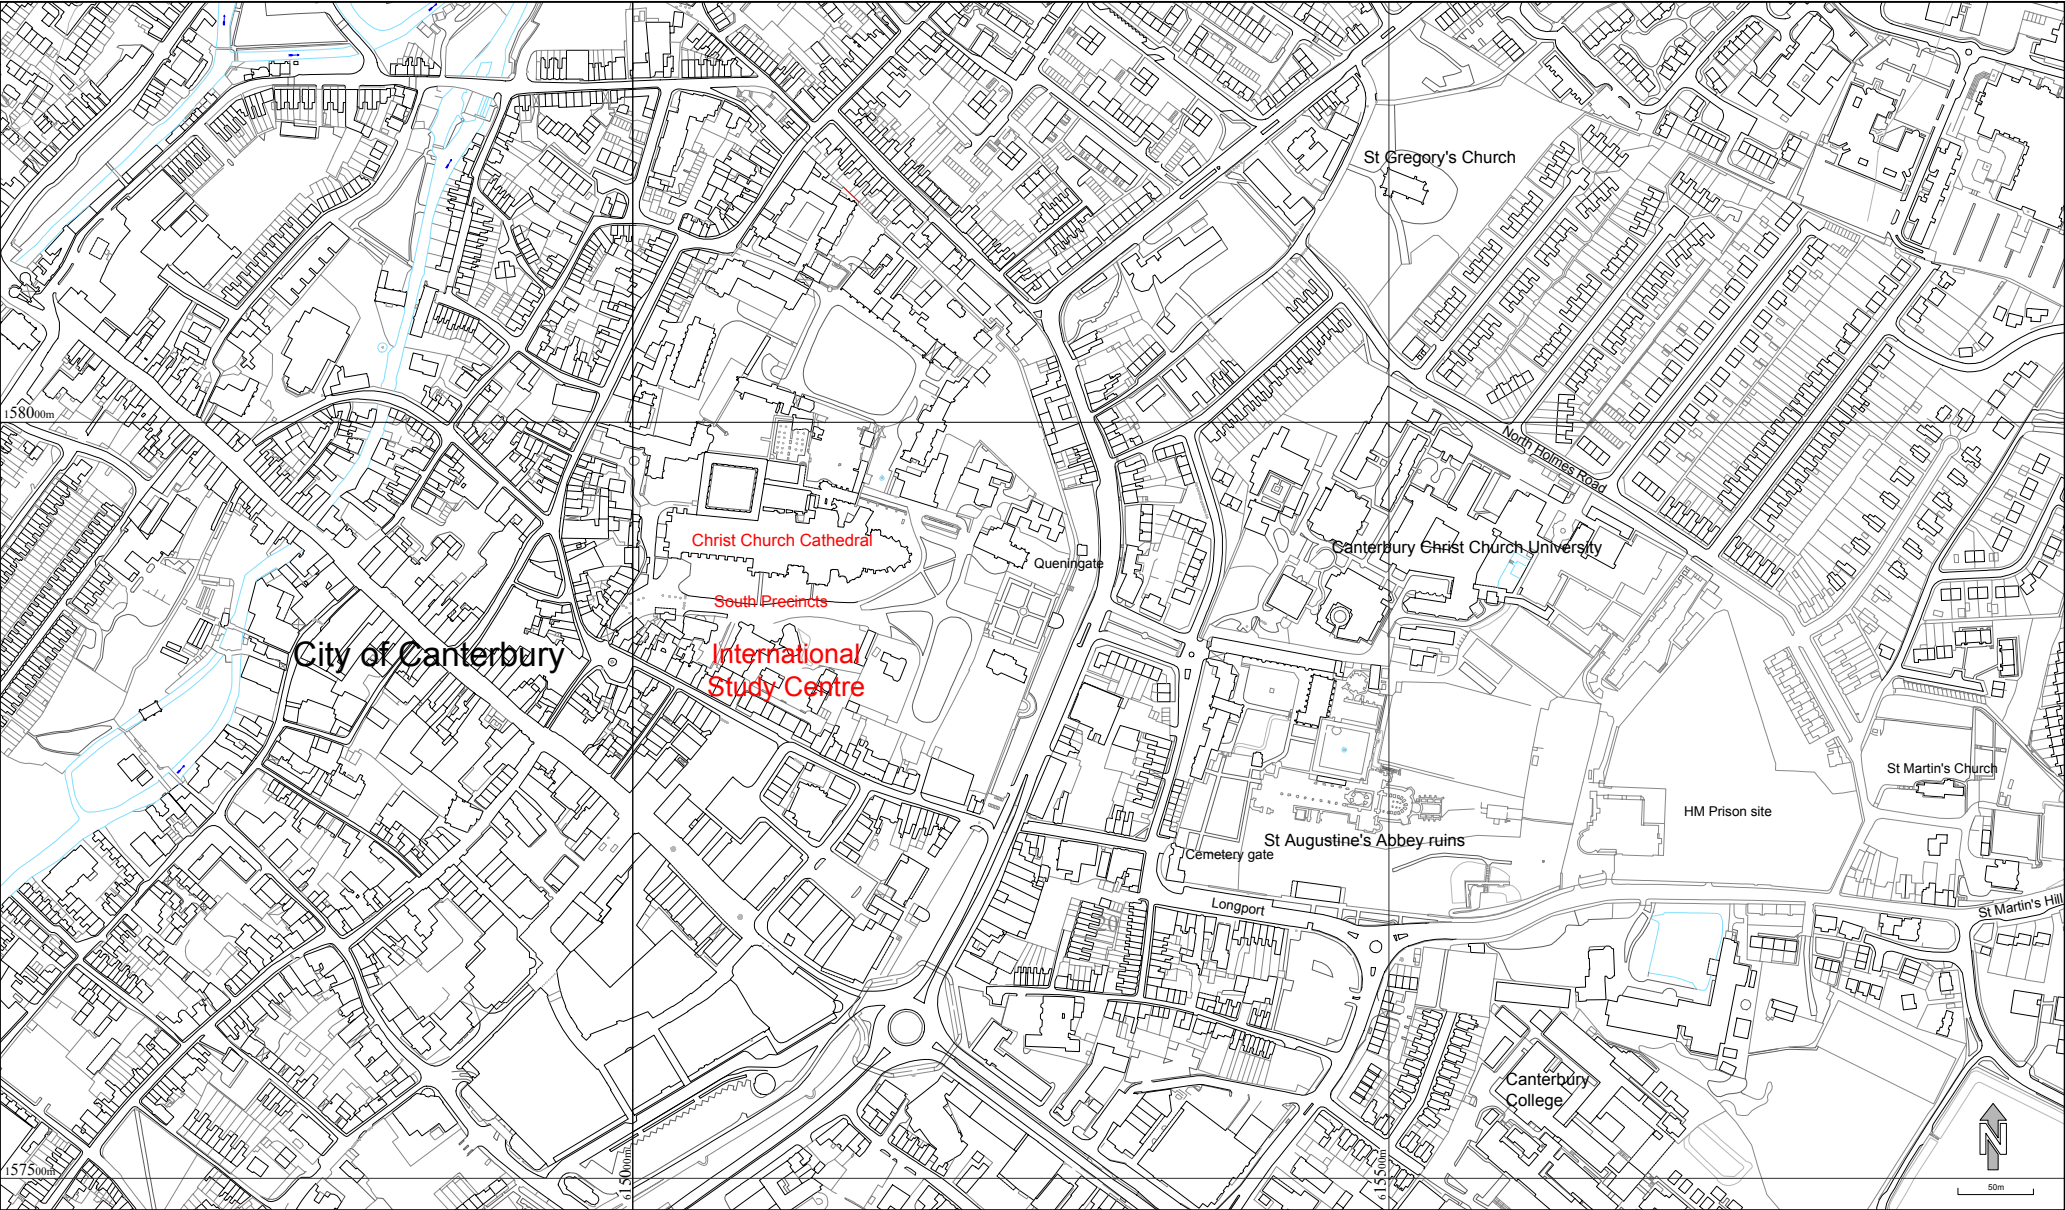 St Gregory's Church
158000m
North Holmes Road
Christ Church Cathedral
Canterbury Christ Church University
Queningate
South Precincts
City of Canterbury
International
Study Centre
St Martin's Church
HM Prison site
St Augustine's Abbey ruins
Cemetery gate
Longport
St Martin's Hill
20
Canterbury
College
N
157500m
615000m
615500m
50m